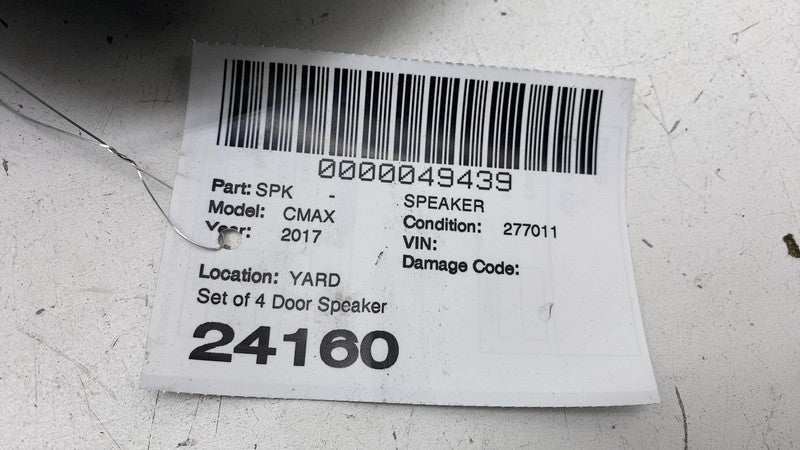 0000049439
Part: SPK - SPEAKER
Model: CMAX Condition: 277011
Year: 2017 VIN:
Damage Code:
Location: YARD
Set of 4 Door Speaker
24160